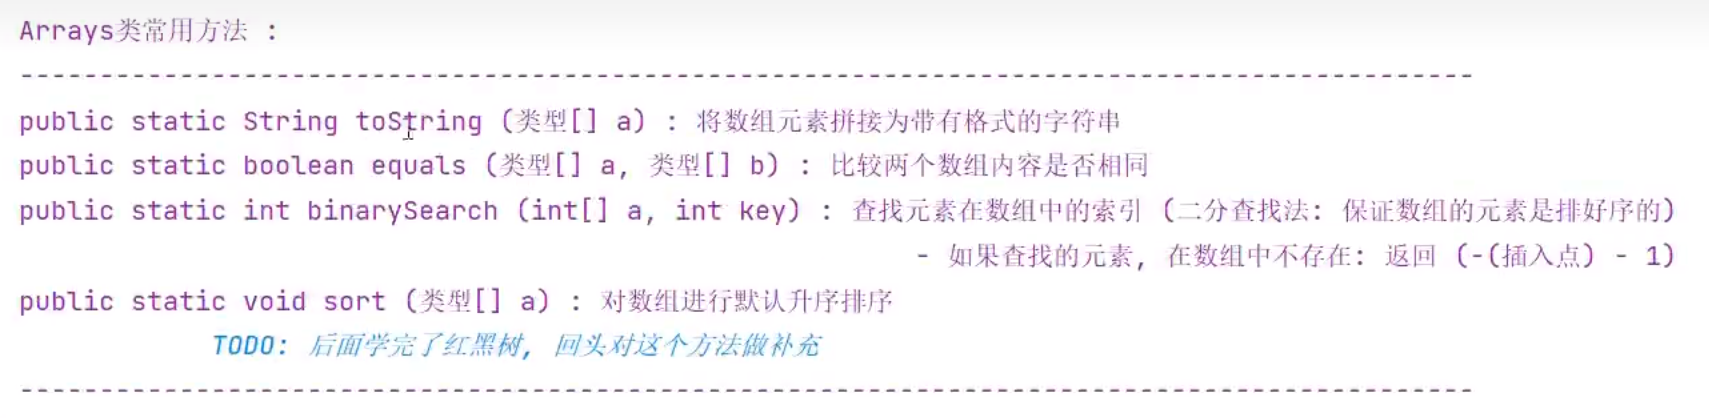 Arrays类常用方法 :
-------------------------------------------------------------------------------------------
public static String toString (类型[] a) : 将数组元素拼接为带有格式的字符串
public static boolean equals (类型[] a, 类型[] b) : 比较两个数组内容是否相同
public static int binarySearch (int[] a, int key) : 查找元素在数组中的索引 (二分查找法: 保证数组的元素是排好序的)
- 如果查找的元素, 在数组中不存在: 返回 (-(插入点) - 1)
public static void sort (类型[] a) : 对数组进行默认升序排序
TODO: 后面学完了红黑树, 回头对这个方法做补充
-------------------------------------------------------------------------------------------